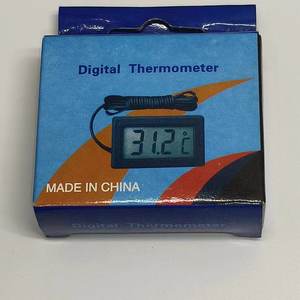 Digital Thermometer
31.2°c
MADE IN CHINA
Digital Thermometer